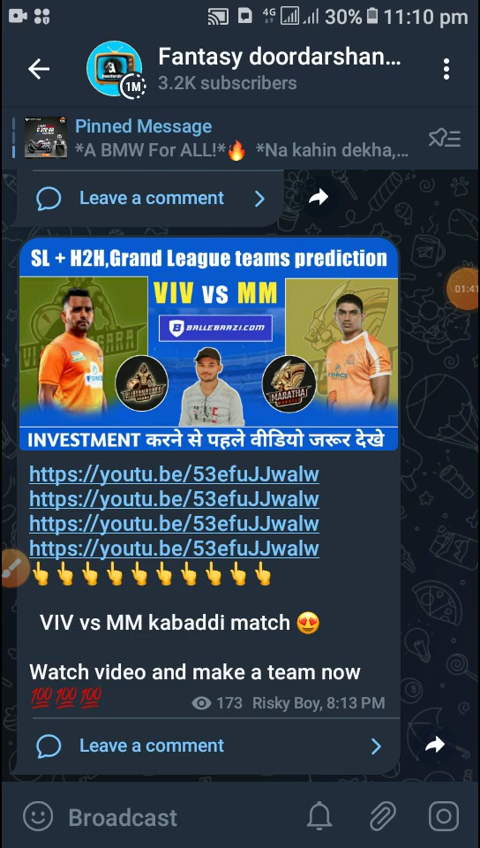 4G
30% 11:10 pm
Fantasy doordarshan...
1M
3.2K subscribers
Pinned Message
*A BMW For ALL!*🔥 *Na kahin dekha,...
Leave a comment
SL + H2H,Grand League teams prediction
VIV vs MM
BALLEBAAZI.COM
FORCE
FORCE
MARATHA
INVESTMENT करने से पहले वीडियो जरूर देखे
01:41
https://youtu.be/53efuJJwalw
https://youtu.be/53efuJJwalw
https://youtu.be/53efuJJwalw
https://youtu.be/53efuJJwalw
👆👆👆👆👆👆👆👆👆👆
VIV vs MM kabaddi match 😍
Watch video and make a team now
💯💯💯 173 Risky Boy, 8:13 PM
Leave a comment
Broadcast